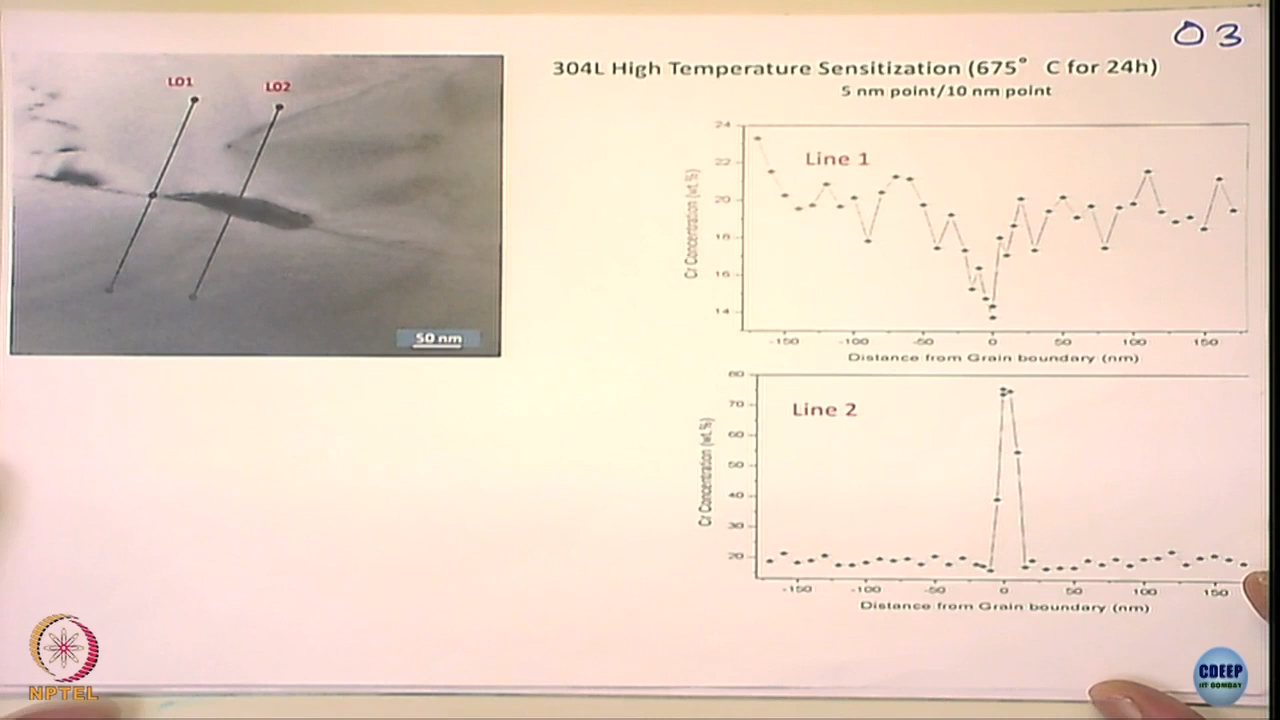 03
LO1
LO2
50 nm
304L High Temperature Sensitization (675° C for 24h)
5 nm point/10 nm point
Line 1
Cr Concentration (wt.%)
24
22
20
18
16
14
-150 -100 -50 0 50 100 150
Distance from Grain boundary (nm)
Line 2
Cr Concentration (wt.%)
80
70
60
50
40
30
20
-150 -100 -50 0 50 100 150
Distance from Grain boundary (nm)
NPTEL
CDEEP
IIT BOMBAY